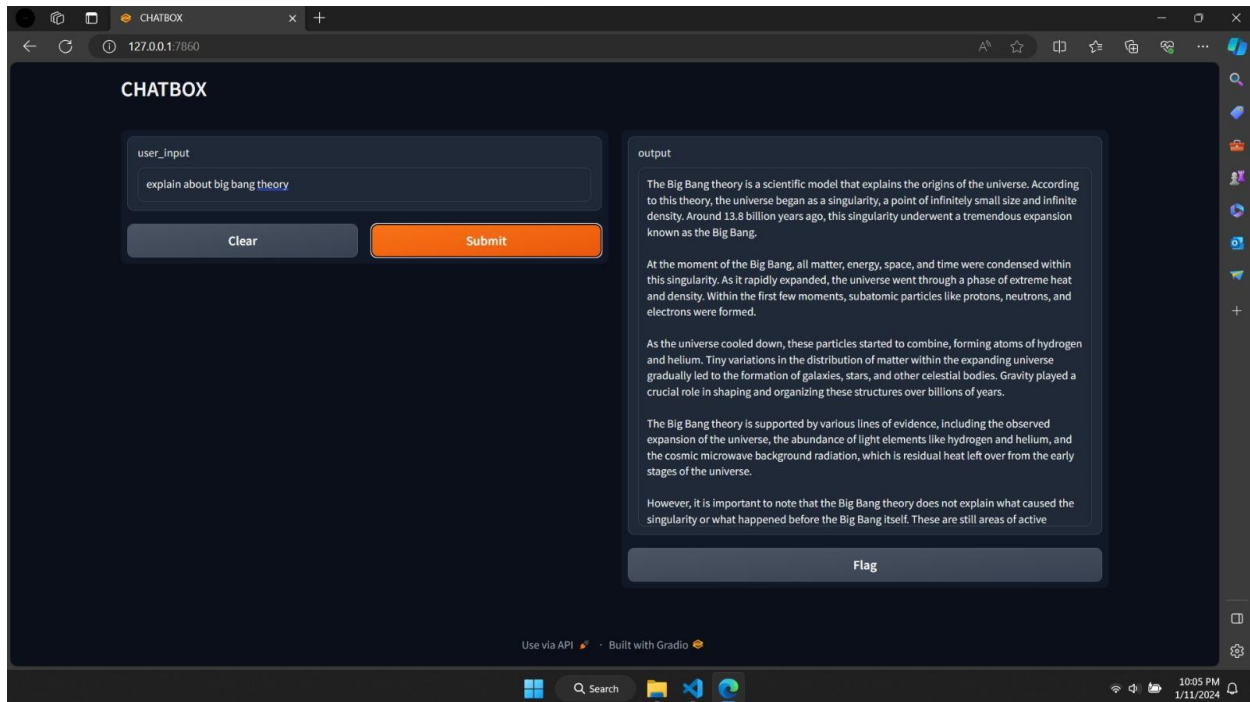 CHATBOX
127.0.0.1:7860
CHATBOX
user_input
explain about big bang theory
Clear
Submit
output
The Big Bang theory is a scientific model that explains the origins of the universe. According
to this theory, the universe began as a singularity, a point of infinitely small size and infinite
density. Around 13.8 billion years ago, this singularity underwent a tremendous expansion
known as the Big Bang.
At the moment of the Big Bang, all matter, energy, space, and time were condensed within
this singularity. As it rapidly expanded, the universe went through a phase of extreme heat
and density. Within the first few moments, subatomic particles like protons, neutrons, and
electrons were formed.
As the universe cooled down, these particles started to combine, forming atoms of hydrogen
and helium. Tiny variations in the distribution of matter within the expanding universe
gradually led to the formation of galaxies, stars, and other celestial bodies. Gravity played a
crucial role in shaping and organizing these structures over billions of years.
The Big Bang theory is supported by various lines of evidence, including the observed
expansion of the universe, the abundance of light elements like hydrogen and helium, and
the cosmic microwave background radiation, which is residual heat left over from the early
stages of the universe.
However, it is important to note that the Big Bang theory does not explain what caused the
singularity or what happened before the Big Bang itself. These are still areas of active
Flag
Use via API · Built with Gradio
Search
10:05 PM
1/11/2024